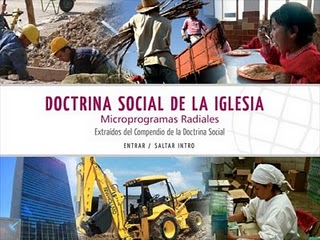 DOCTRINA SOCIAL DE LA IGLESIA
Microprogramas Radiales
Extraídos del Compendio de la Doctrina Social
ENTRAR / SALTAR INTRO